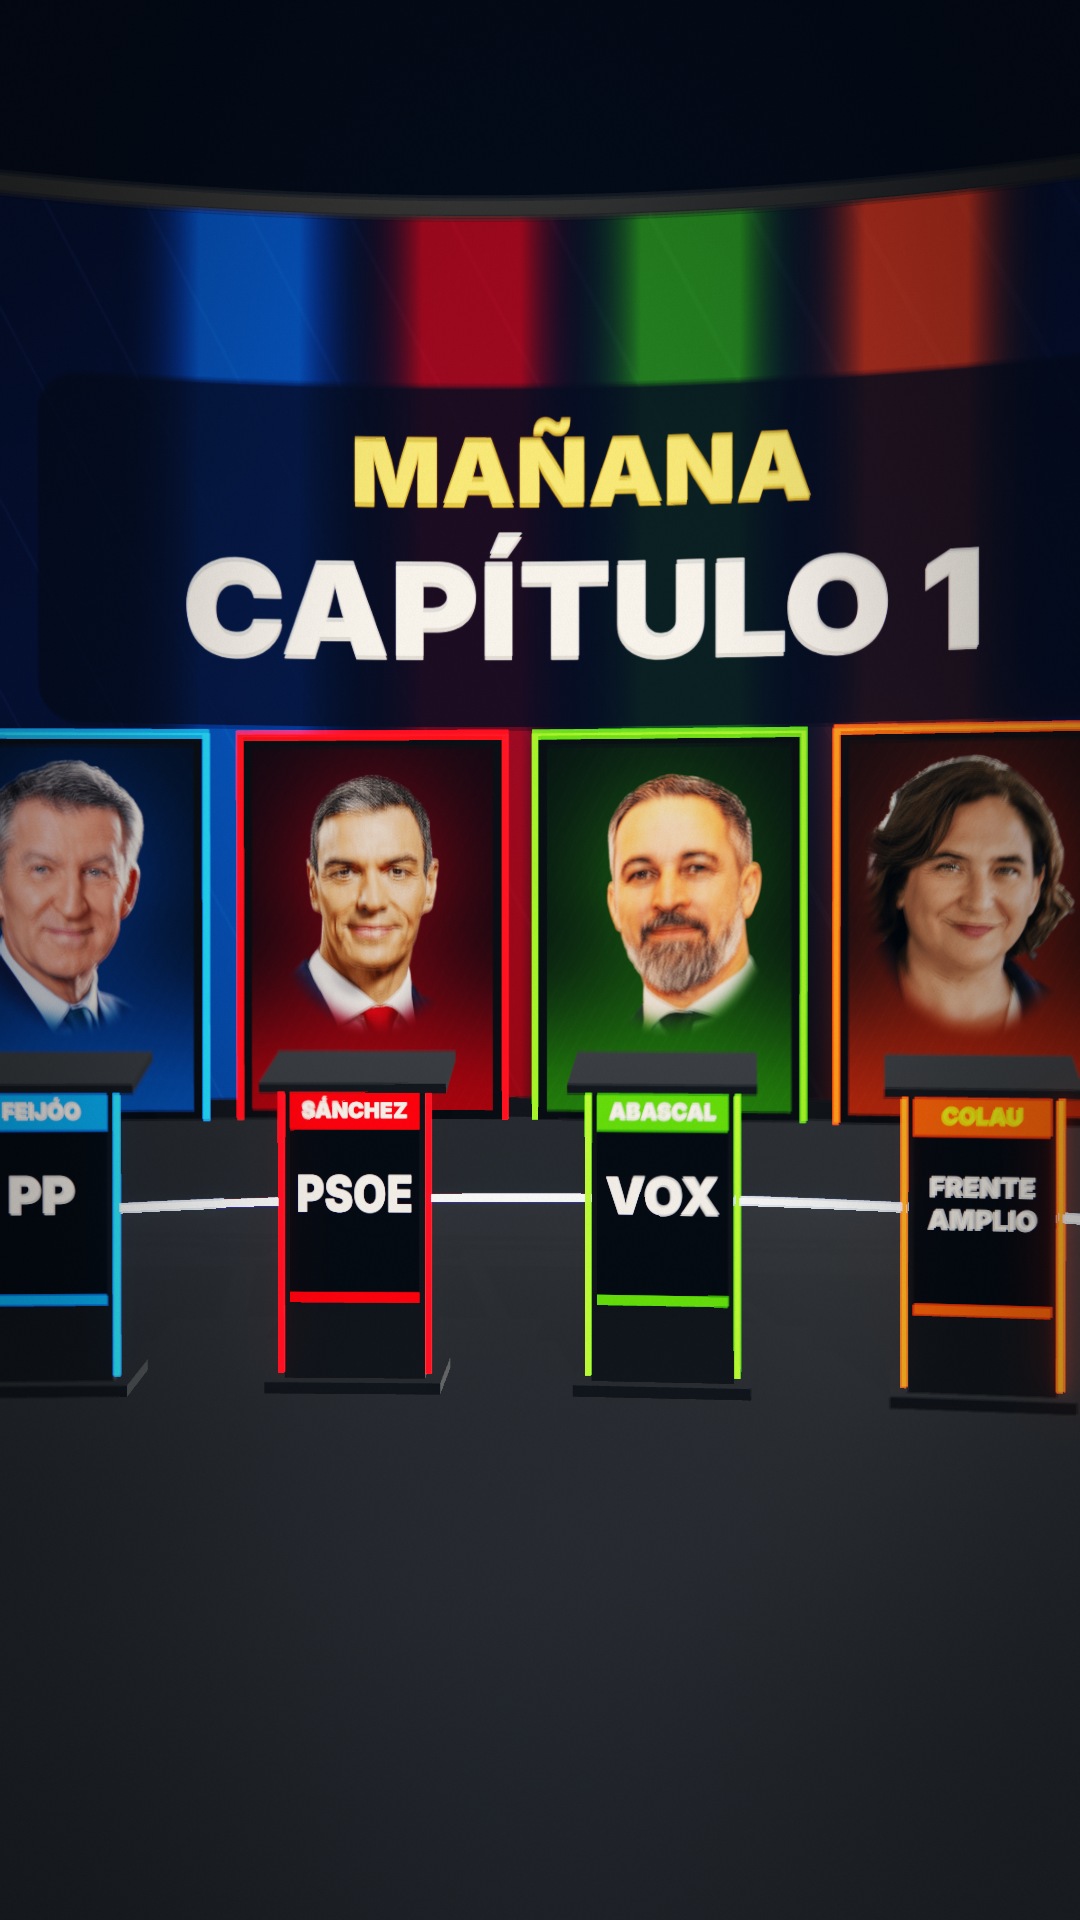 MAÑANA
CAPÍTULO 1
FEIJÓO
PP
SÁNCHEZ
PSOE
ABASCAL
VOX
COLAU
FRENTE
AMPLIO